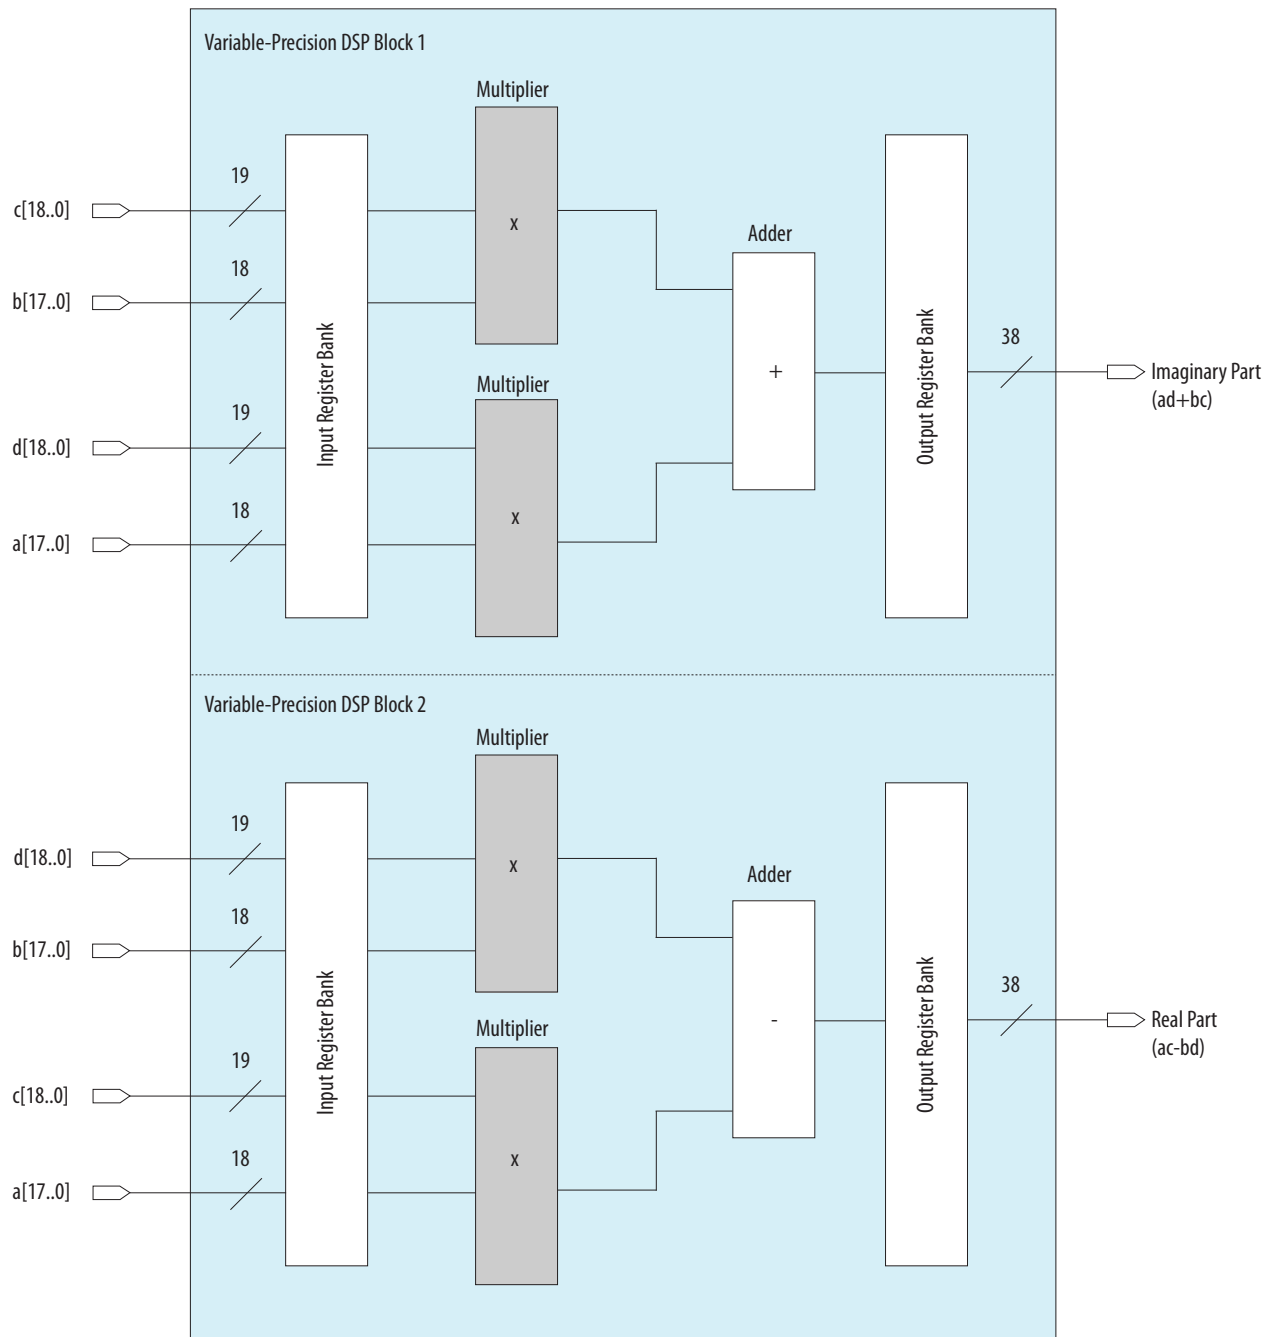 Variable-Precision DSP Block 1
Multiplier
19
c[18..0]
x
18
b[17..0]
Adder
Input Register Bank
+
Output Register Bank
38
Imaginary Part
(ad+bc)
Multiplier
19
d[18..0]
x
18
a[17..0]
Variable-Precision DSP Block 2
Multiplier
19
d[18..0]
x
18
b[17..0]
Adder
Input Register Bank
-
Output Register Bank
38
Real Part
(ac-bd)
Multiplier
19
c[18..0]
x
18
a[17..0]